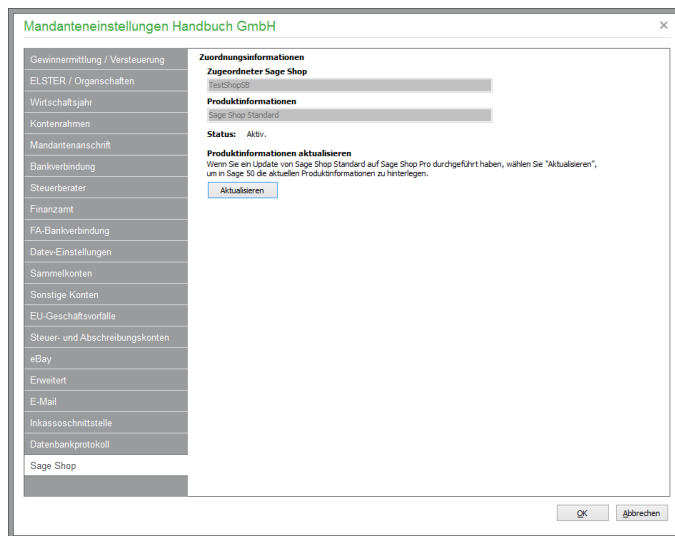 Mandanteneinstellungen Handbuch GmbH
Gewinnermittlung / Versteuerung
ELSTER / Organschaften
Wirtschaftsjahr
Kontenrahmen
Mandantenanschrift
Bankverbindung
Steuerberater
Finanzamt
FA-Bankverbindung
Datev-Einstellungen
Sammelkonten
Sonstige Konten
EU-Geschäftsvorfälle
Steuer- und Abschreibungskonten
eBay
Erweitert
E-Mail
Inkassoschnittstelle
Datenbankprotokoll
Sage Shop
Zuordnungsinformationen
Zugeordneter Sage Shop
TestShopSB
Produktinformationen
Sage Shop Standard
Status: Aktiv.
Produktinformationen aktualisieren
Wenn Sie ein Update von Sage Shop Standard auf Sage Shop Pro durchgeführt haben, wählen Sie "Aktualisieren",
um in Sage 50 die aktuellen Produktinformationen zu hinterlegen.
Aktualisieren
OK Abbrechen